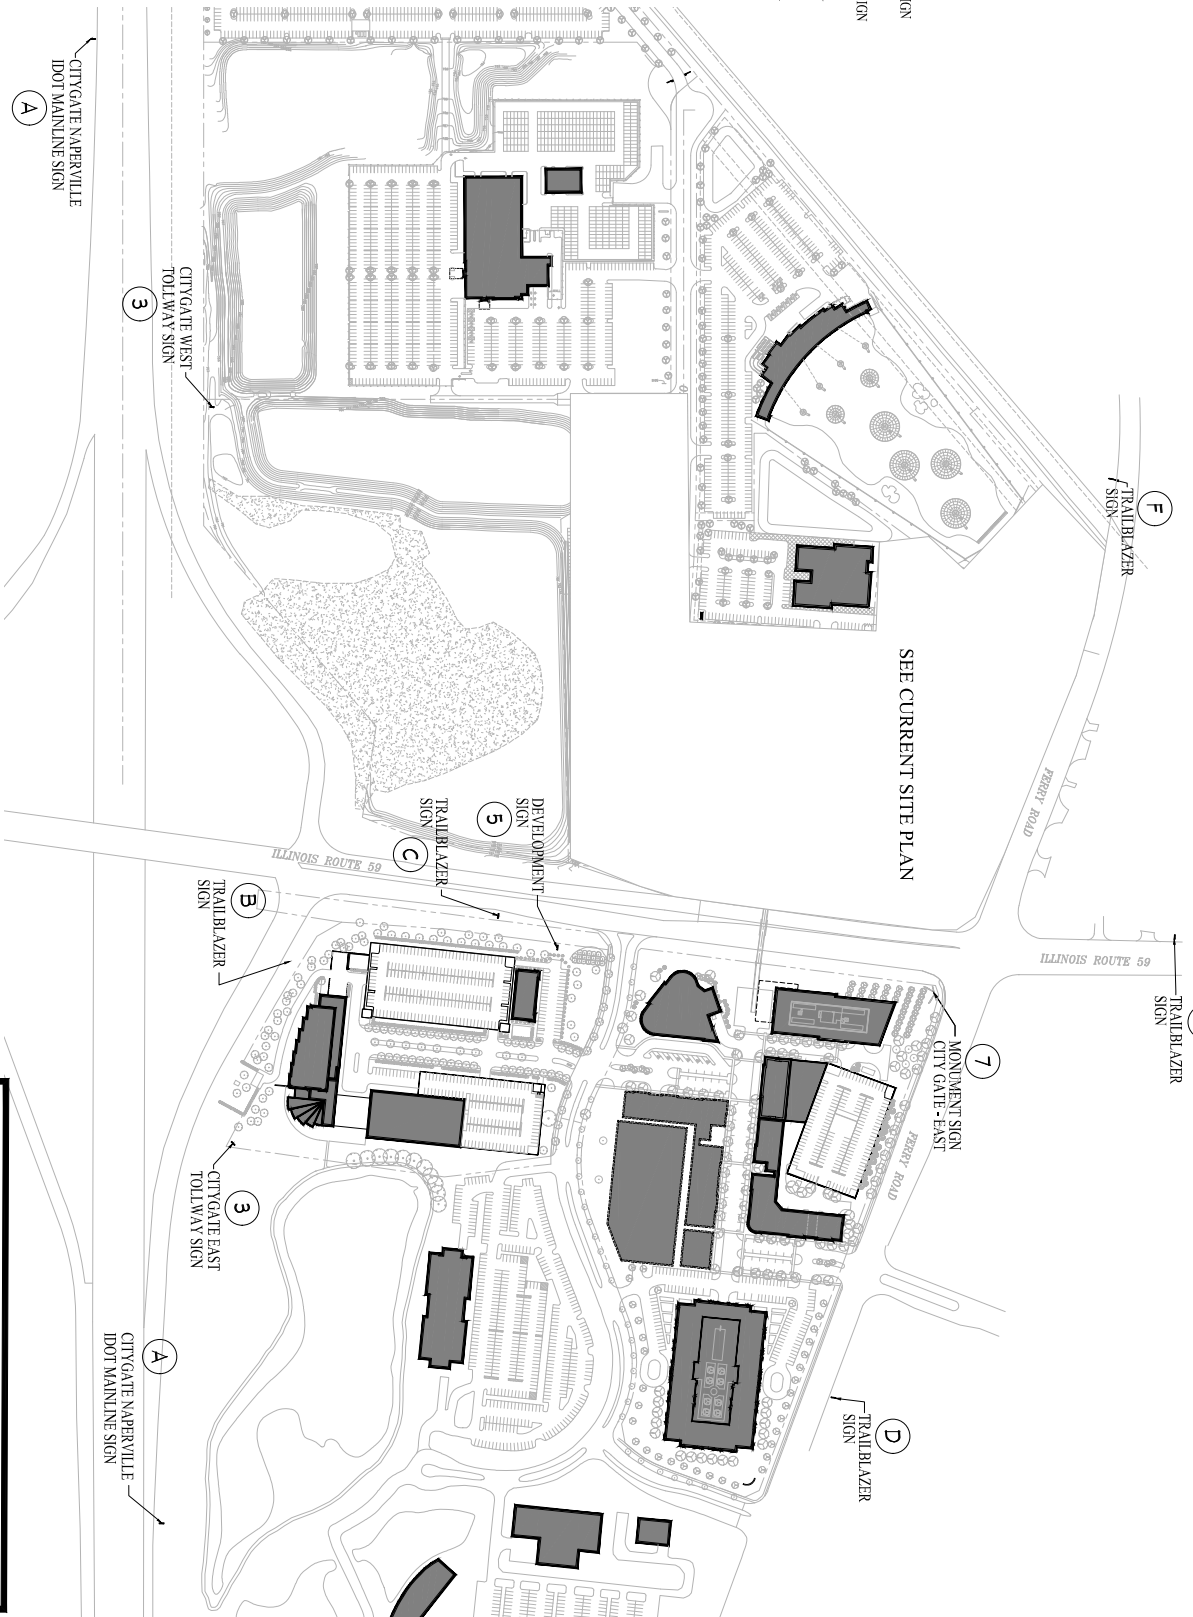 SIGN
SIGN
CITYGATE NAPERVILLE
IDOT MAINLINE SIGN
A
CITYGATE WEST
TOLLWAY SIGN
3
F
TRAILBLAZER
SIGN
SEE CURRENT SITE PLAN
FERRY ROAD
DEVELOPMENT
SIGN
5
TRAILBLAZER
SIGN
C
ILLINOIS ROUTE 59
B
TRAILBLAZER
SIGN
ILLINOIS ROUTE 59
TRAILBLAZER
SIGN
7
MONUMENT SIGN
CITY GATE - EAST
FERRY ROAD
3
CITYGATE EAST
TOLLWAY SIGN
A
CITYGATE NAPERVILLE
IDOT MAINLINE SIGN
D
TRAILBLAZER
SIGN